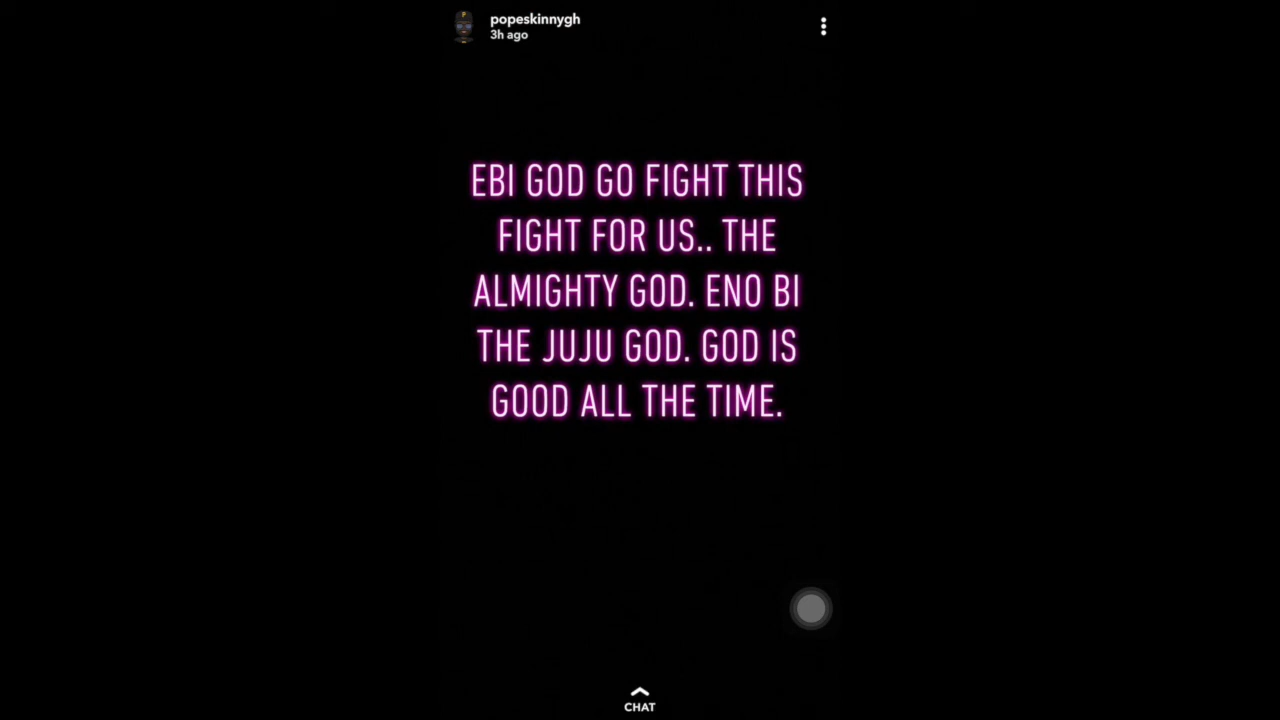 popeskinnygh
3h ago
EBI GOD GO FIGHT THIS
FIGHT FOR US.. THE
ALMIGHTY GOD. ENO BI
THE JUJU GOD. GOD IS
GOOD ALL THE TIME.
CHAT